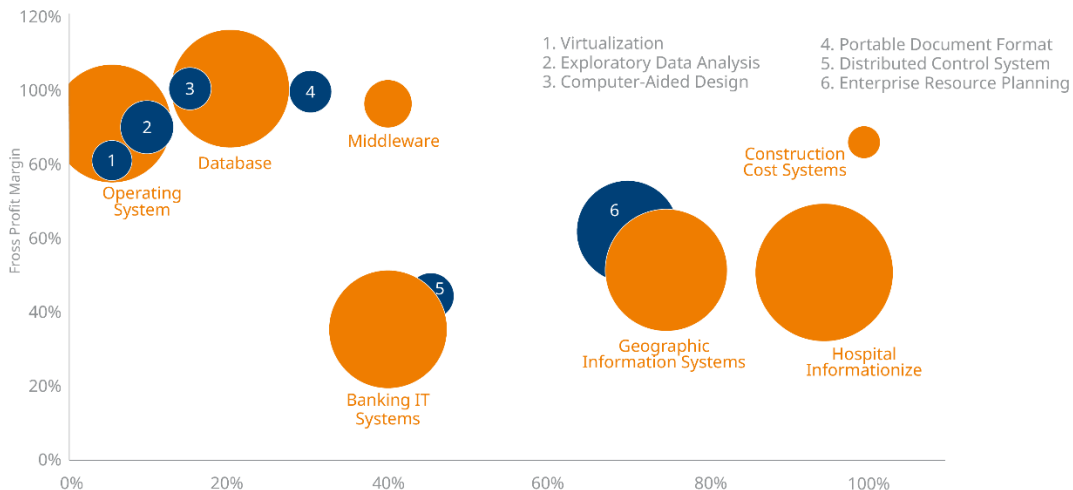 120%
1. Virtualization
2. Exploratory Data Analysis
3. Computer-Aided Design
4. Portable Document Format
5. Distributed Control System
6. Enterprise Resource Planning
100%
3
4
2
1
Middleware
Database
Operating
System
Construction
Cost Systems
60%
60%
Fross Profit Margin
6
5
40%
Geographic
Information Systems
Hospital
Informationize
20%
Banking IT
Systems
0%
0%
20%
40%
60%
80%
100%